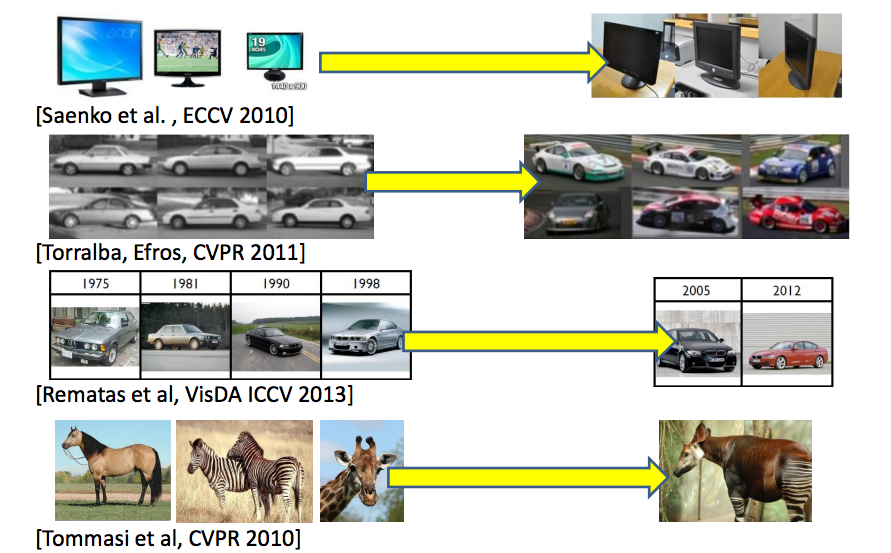 acer
19
INCHES
1440 x 900
[Saenko et al. , ECCV 2010]
[Torralba, Efros, CVPR 2011]
1975 1981 1990 1998
2005 2012
[Rematas et al, VisDA ICCV 2013]
[Tommasi et al, CVPR 2010]